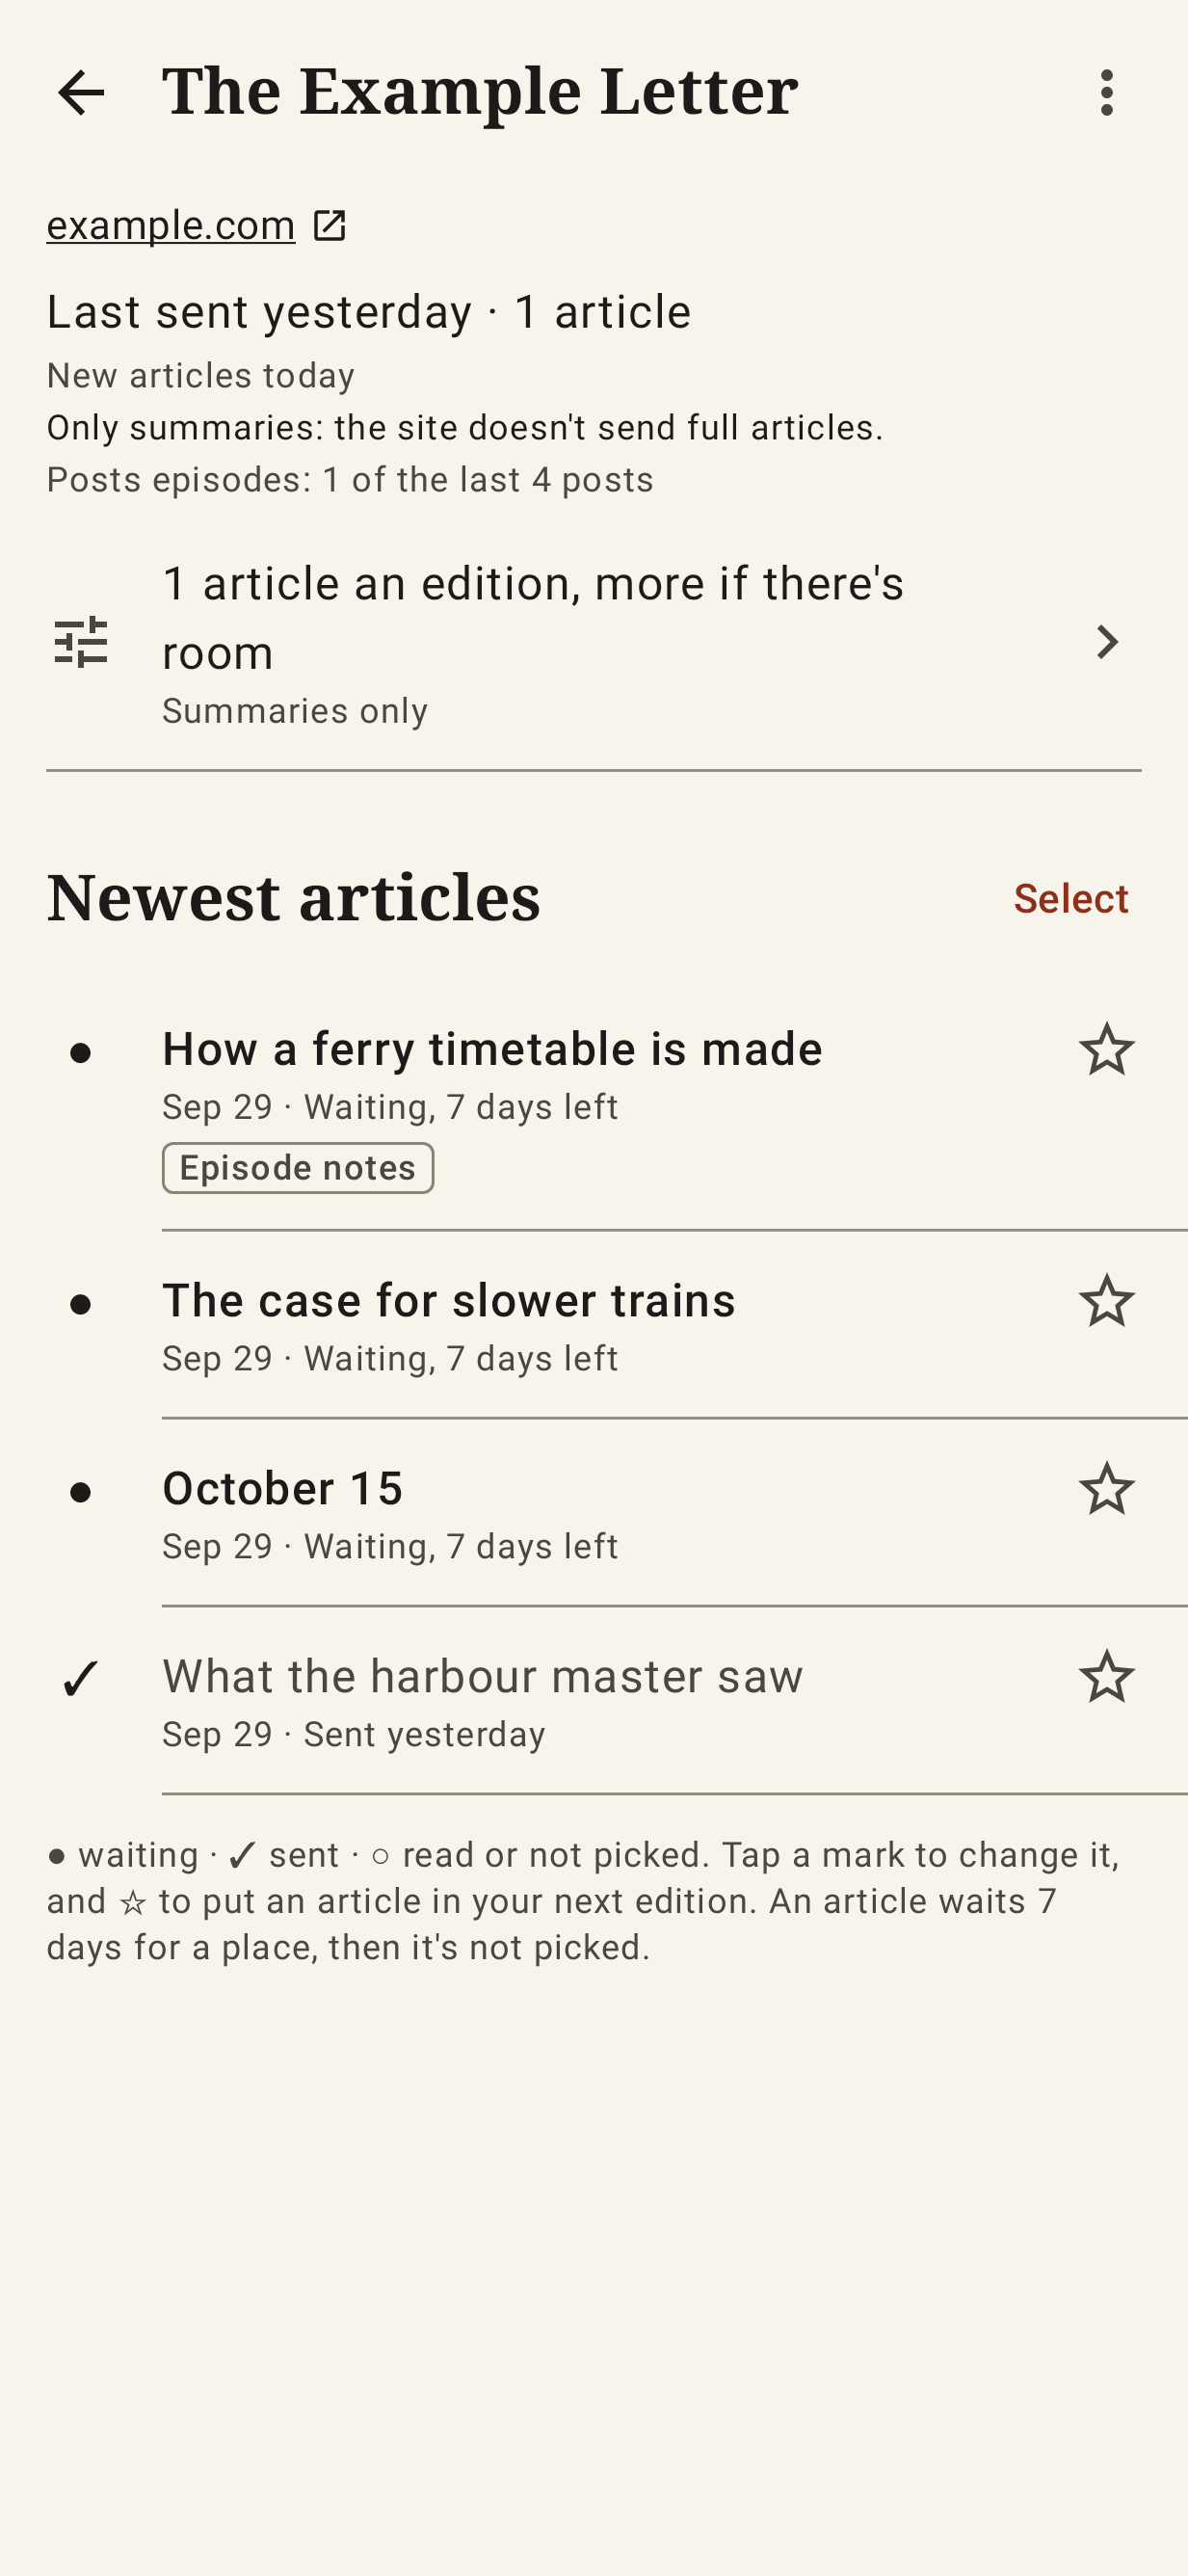 The Example Letter
example.com
Last sent yesterday · 1 article
New articles today
Only summaries: the site doesn't send full articles.
Posts episodes: 1 of the last 4 posts
1 article an edition, more if there's
room
Summaries only
Newest articles
Select
● How a ferry timetable is made ☆
Sep 29 · Waiting, 7 days left
Episode notes
● The case for slower trains ☆
Sep 29 · Waiting, 7 days left
● October 15 ☆
Sep 29 · Waiting, 7 days left
✓ What the harbour master saw ☆
Sep 29 · Sent yesterday
● waiting · ✓ sent · ○ read or not picked. Tap a mark to change it,
and ☆ to put an article in your next edition. An article waits 7
days for a place, then it's not picked.